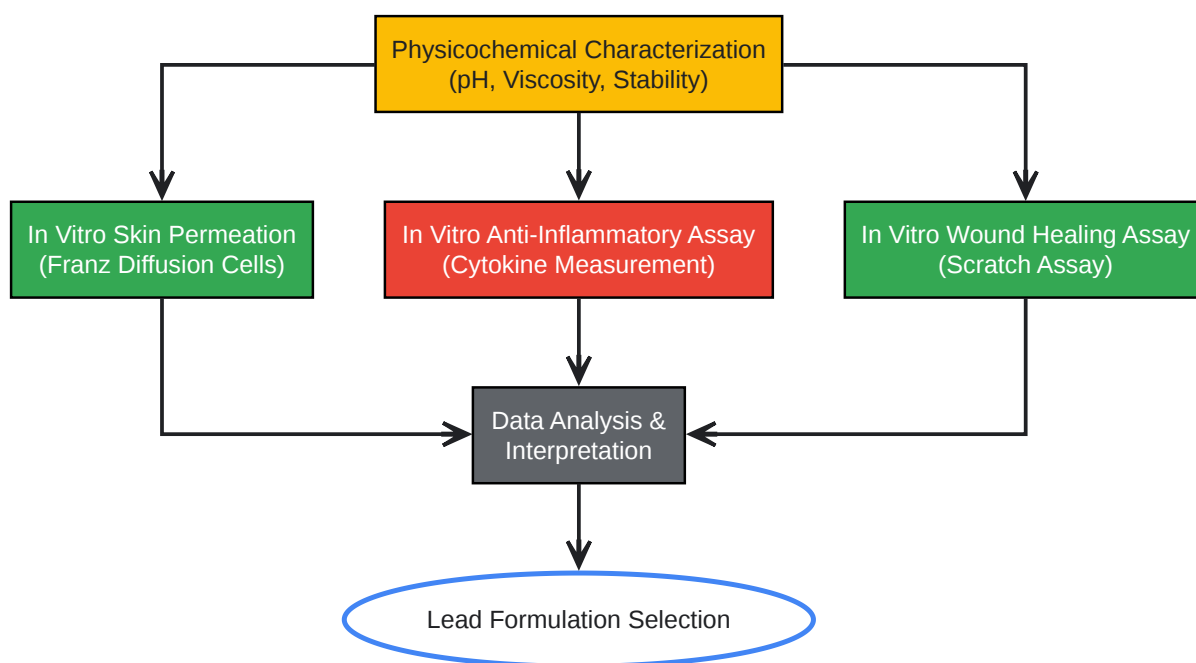 Physicochemical Characterization
(pH, Viscosity, Stability)
In Vitro Skin Permeation
(Franz Diffusion Cells)
In Vitro Anti-Inflammatory Assay
(Cytokine Measurement)
In Vitro Wound Healing Assay
(Scratch Assay)
Data Analysis &
Interpretation
Lead Formulation Selection